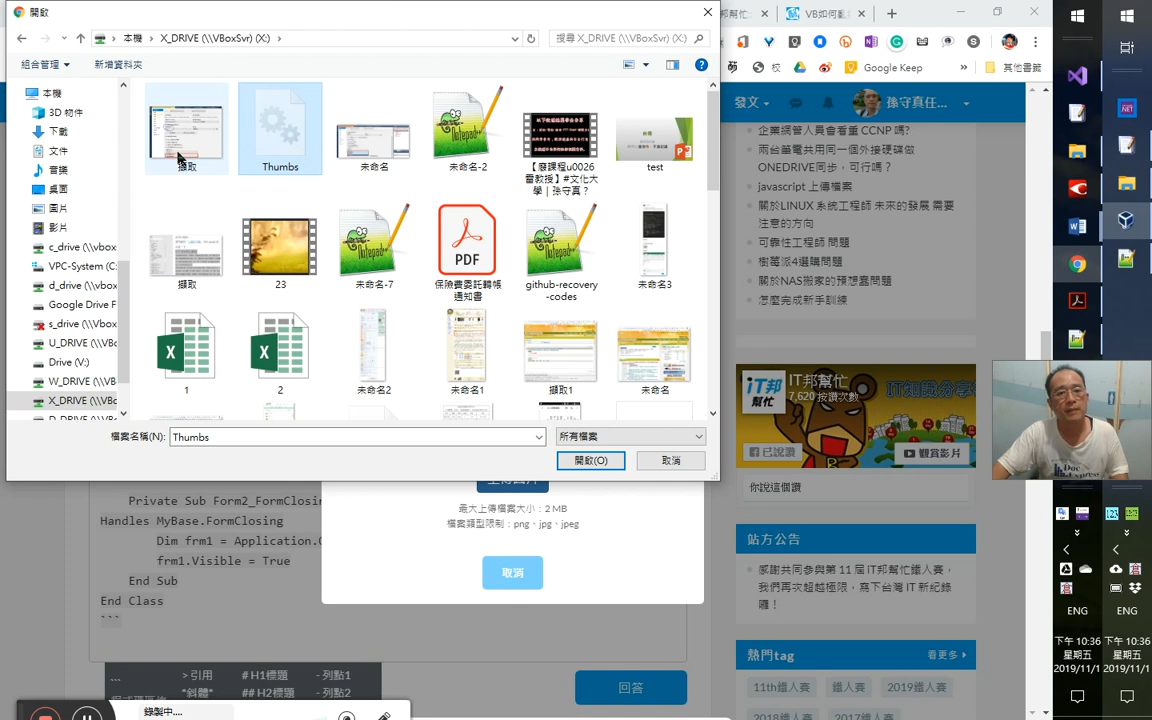 開啟
本機
X_DRIVE (\\VBoxSvr) (X:)
搜尋 X_DRIVE (\\VBoxSvr) (X:)
組合管理
新增資料夾
本機
3D 物件
下載
文件
音樂
桌面
圖片
影片
c_drive (\\vbox
VPC-System (C:
d_drive (\\vbox
Google Drive F
s_drive (\\Vbox
U_DRIVE (\\VBo
Drive (V:)
W_DRIVE (\\VB
X_DRIVE (\\VBo
擷取
Thumbs
未命名
未命名-2
【廢課程u0026
雷教授】#文化大
學｜孫守真？
test
擷取
23
未命名-7
PDF
保險費委託轉帳
通知書
github-recovery
-codes
未命名3
1
2
未命名2
未命名1
擷取1
未命名
檔案名稱(N):
Thumbs
所有檔案
開啟(O)
取消
邦幫忙
VB如何亂
Google Keep
其他書籤
發文
孫守真任...
企業網管人員會看重 CCNP 嗎?
兩台筆電共用同一個外接硬碟做
ONEDRIVE同步，可行嗎？
javascript 上傳檔案
關於LINUX 系統工程師 未來的發展 需要
注意的方向
可靠性工程師 問題
樹莓派4選購問題
關於NAS搬家的預想蠢問題
怎麼完成新手訓練
iT邦幫忙
7,620 按讚次數
已說讚
觀賞影片
你說這個讚
站方公告
感謝共同參與第 11 屆 iT邦幫忙鐵人賽，
我們再次超越極限，寫下台灣 IT 新紀錄
囉！
熱門tag
看更多
11th鐵人賽
鐵人賽
2019鐵人賽
2018鐵人賽
2017鐵人賽
Private Sub Form2_FormClosin
Handles MyBase.FormClosing
Dim frm1 = Application.
frm1.Visible = True
End Sub
End Class
```
上傳圖片
最大上傳檔案大小：2 MB
檔案類型限制：png、jpg、jpeg
取消
```
> 引用
# H1標題
- 列點1
*斜體*
## H2標題
- 列點2
回答
錄製中....
ENG
ENG
下午 10:36
星期五
2019/11/1
下午 10:36
星期五
2019/11/1